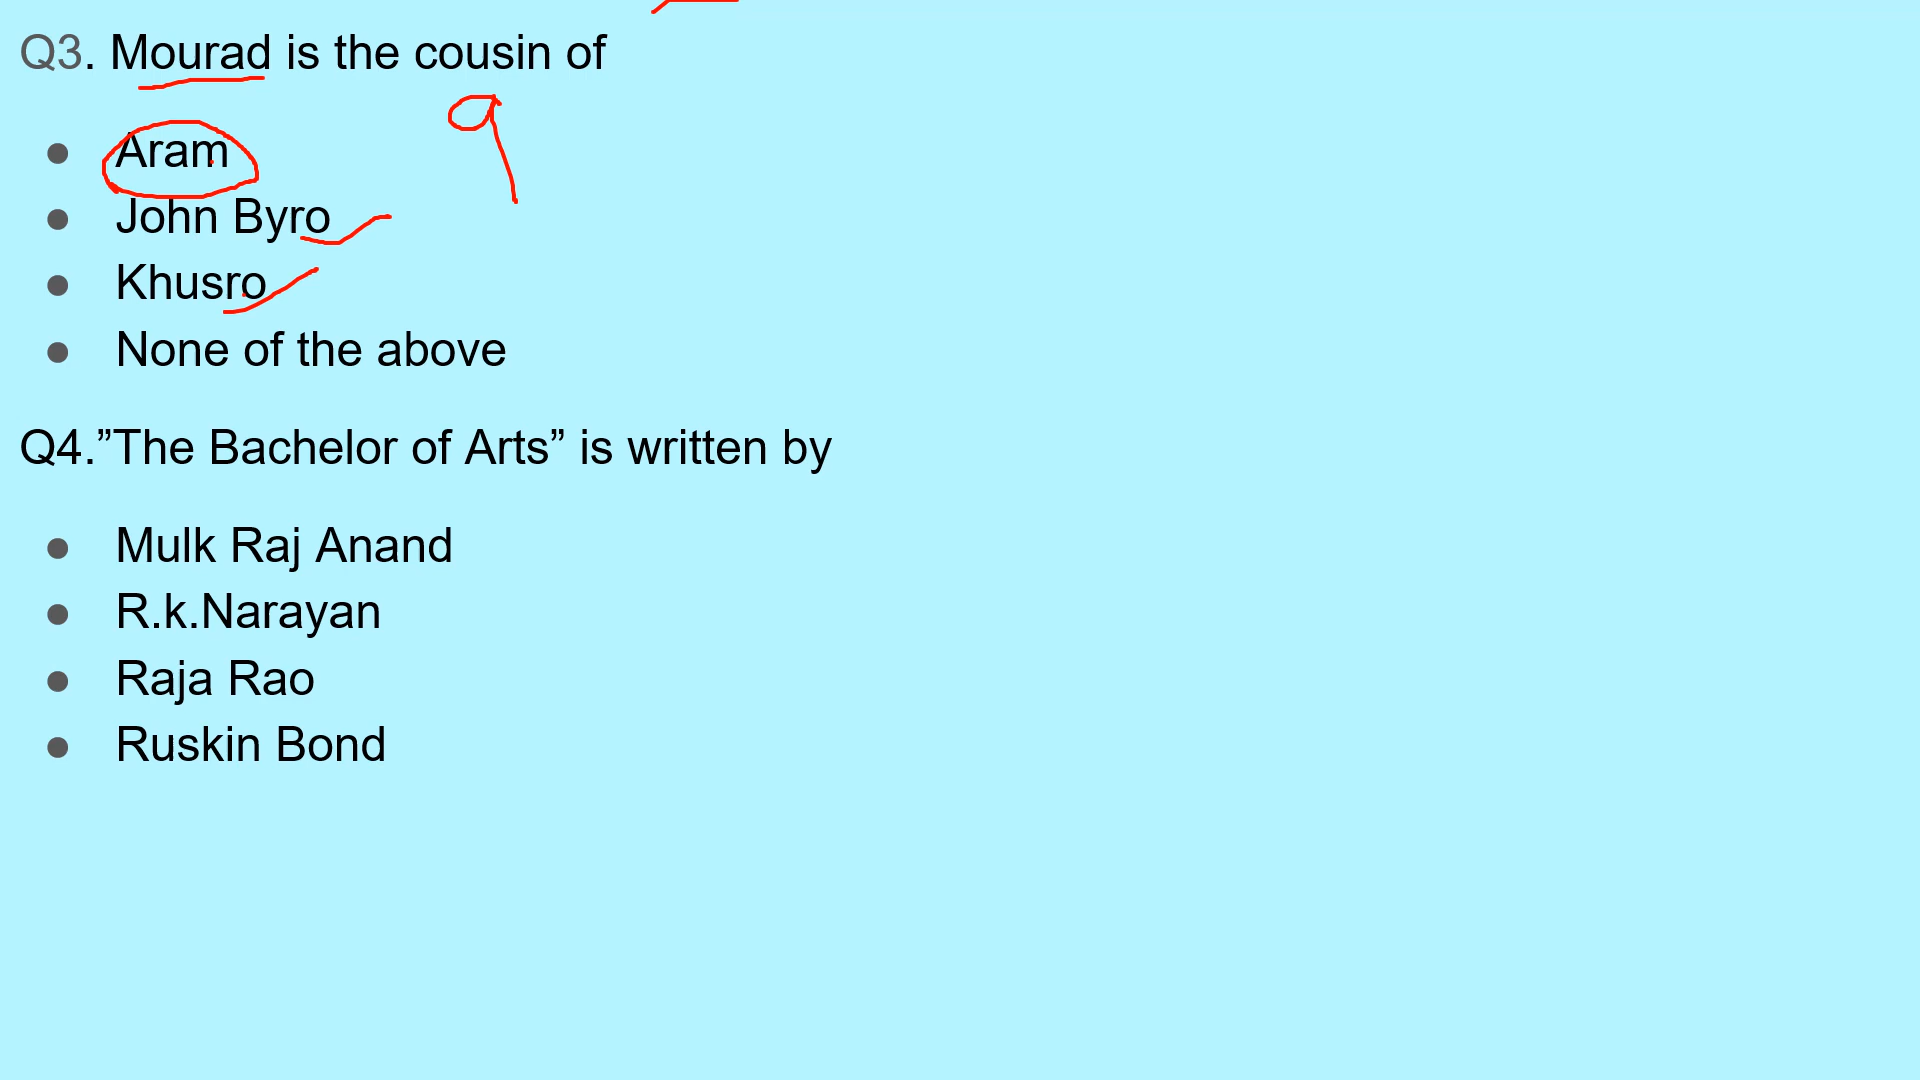 Q3. Mourad is the cousin of
● Aram
● John Byro
● Khusro
● None of the above
Q4.”The Bachelor of Arts” is written by
● Mulk Raj Anand
● R.k.Narayan
● Raja Rao
● Ruskin Bond